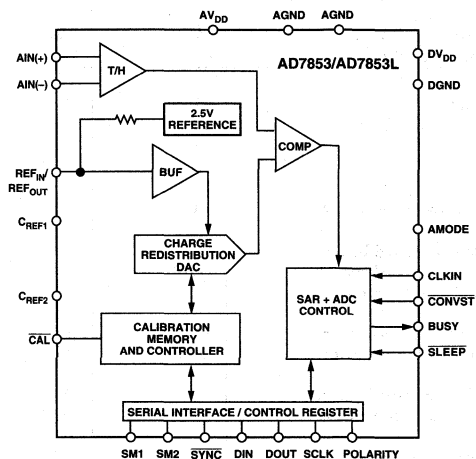 AVDD AGND AGND
AD7853/AD7853L
AIN(+)
AIN(–)
T/H
DVDD
DGND
2.5V
REFERENCE
COMP
REFIN/
REFOUT
BUF
CREF1
AMODE
CHARGE
REDISTRIBUTION
DAC
CLKIN
SAR + ADC
CONTROL
CONVST
CREF2
BUSY
CALIBRATION
MEMORY
AND CONTROLLER
CAL
SLEEP
SERIAL INTERFACE / CONTROL REGISTER
SM1 SM2 SYNC DIN DOUT SCLK POLARITY